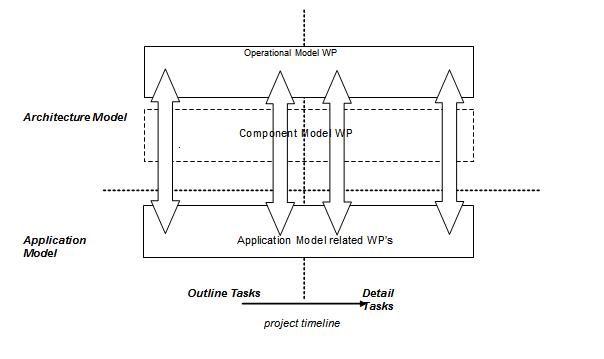 Operational Model WP
Architecture Model
Component Model WP
Application
Model
Application Model related WP's
Outline Tasks
Detail
Tasks
project timeline